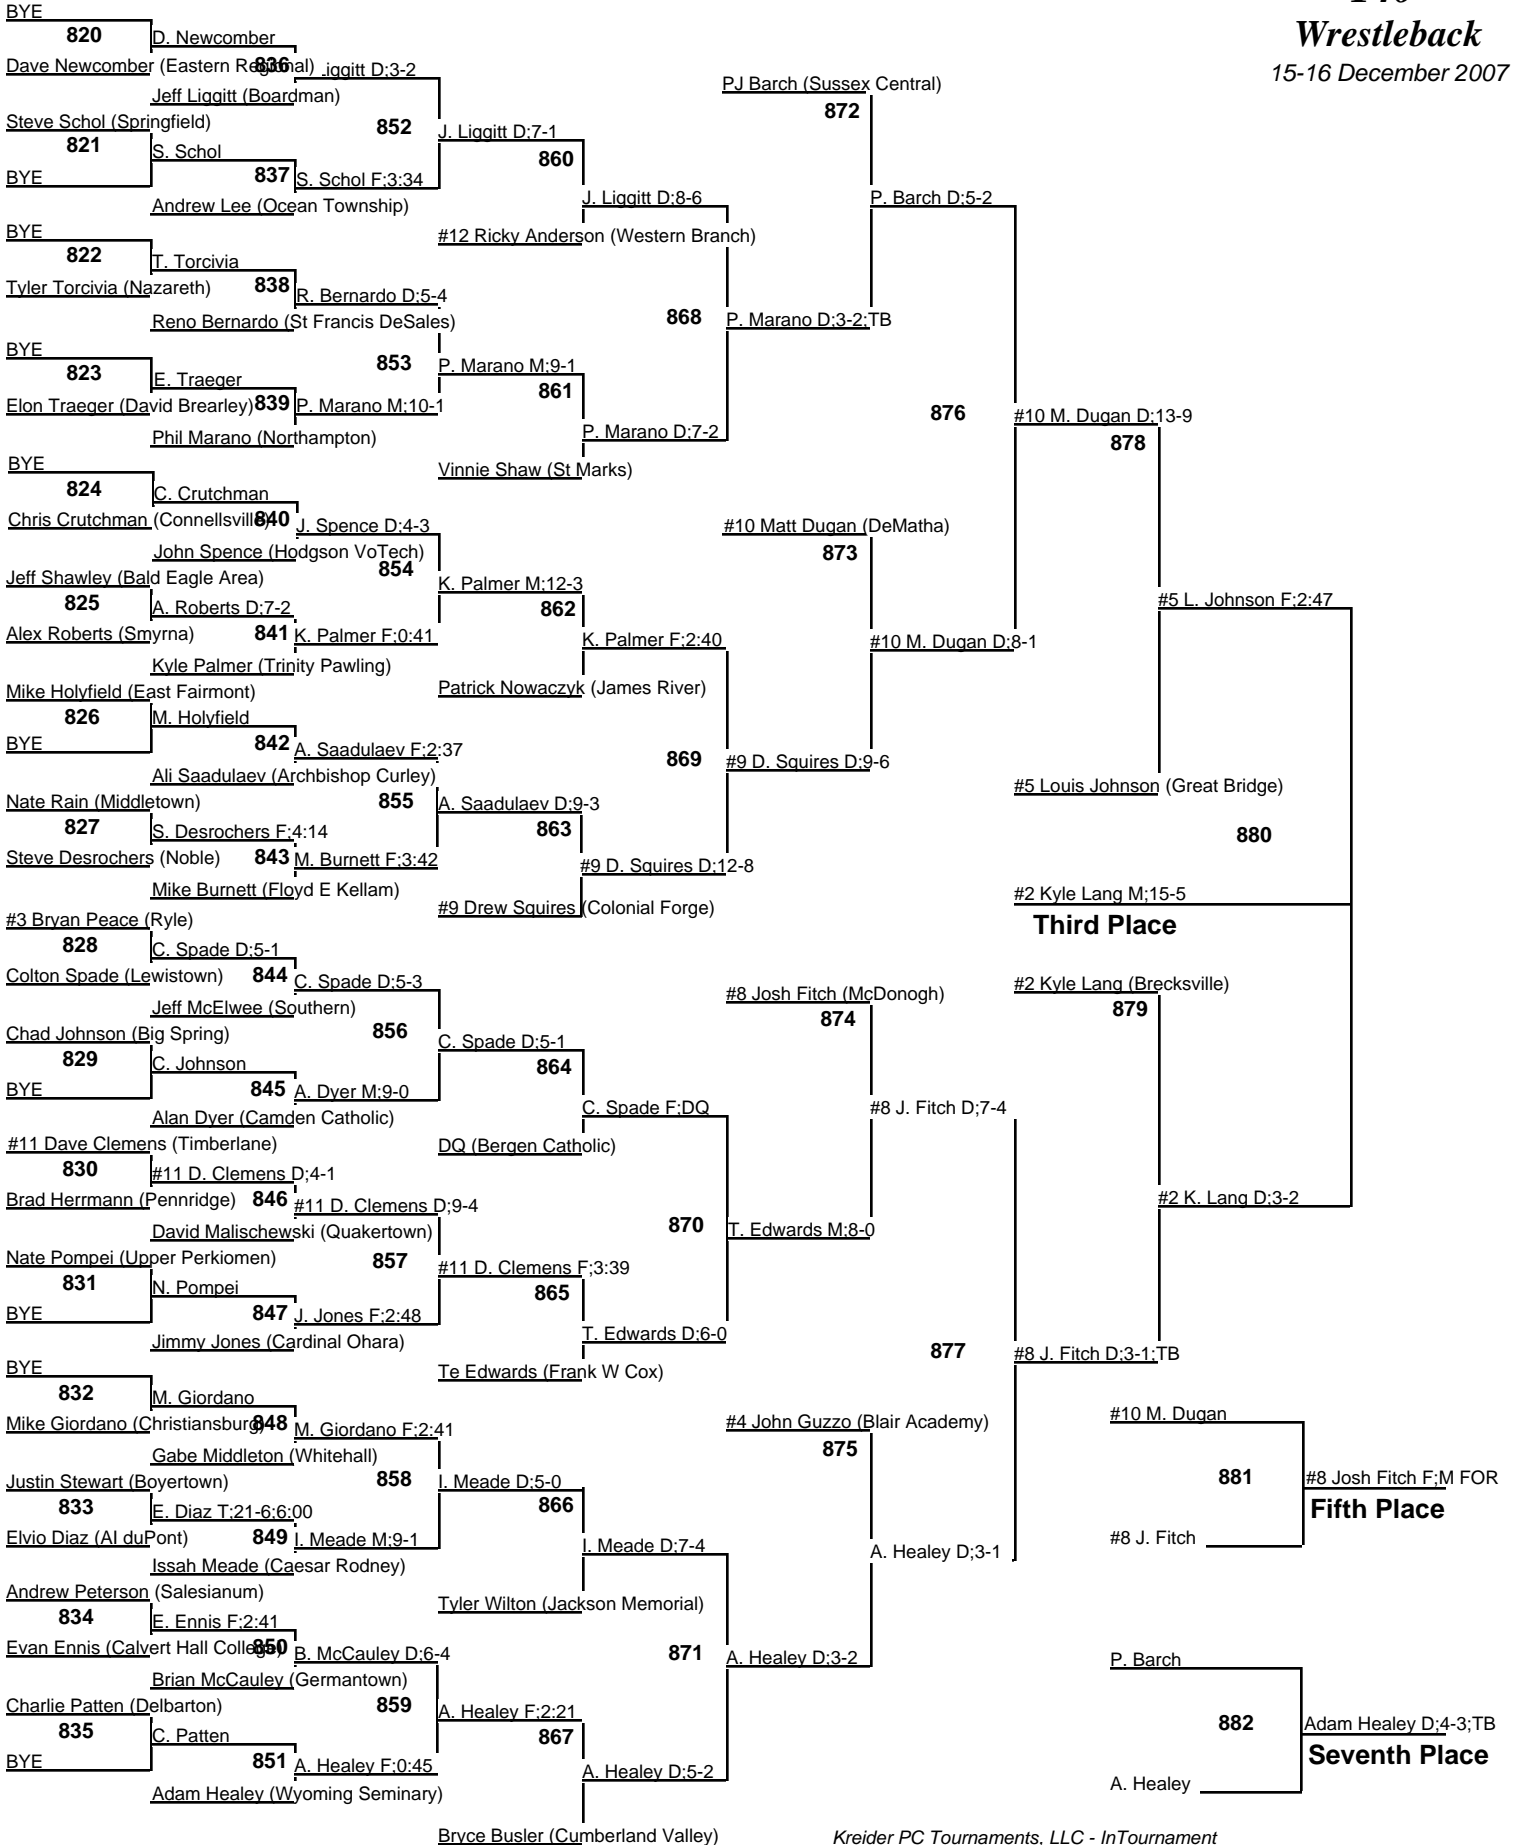 Wrestleback
15-16 December 2007
BYE
820
D. Newcomber
Dave Newcomber (Eastern Regional)
836
iggitt D;3-2
Jeff Liggitt (Boardman)
Steve Schol (Springfield)
852
J. Liggitt D;7-1
821
S. Schol
860
BYE
837
S. Schol F;3:34
Andrew Lee (Ocean Township)
J. Liggitt D;8-6
BYE
#12 Ricky Anderson (Western Branch)
822
T. Torcivia
Tyler Torcivia (Nazareth)
838
R. Bernardo D;5-4
Reno Bernardo (St Francis DeSales)
868
P. Marano D;3-2;TB
BYE
853
P. Marano M;9-1
823
E. Traeger
861
Elon Traeger (David Brearley)
839
P. Marano M;10-1
Phil Marano (Northampton)
P. Marano D;7-2
BYE
Vinnie Shaw (St Marks)
824
C. Crutchman
Chris Crutchman (Connellsville)
840
J. Spence D;4-3
John Spence (Hodgson VoTech)
854
Jeff Shawley (Bald Eagle Area)
K. Palmer M;12-3
825
A. Roberts D;7-2
862
Alex Roberts (Smyrna)
841
K. Palmer F;0:41
K. Palmer F;2:40
Kyle Palmer (Trinity Pawling)
Mike Holyfield (East Fairmont)
Patrick Nowaczyk (James River)
826
M. Holyfield
BYE
842
A. Saadulaev F;2:37
869
#9 D. Squires D;9-6
Ali Saadulaev (Archbishop Curley)
Nate Rain (Middletown)
855
A. Saadulaev D;9-3
827
S. Desrochers F;4:14
863
Steve Desrochers (Noble)
843
M. Burnett F;3:42
#9 D. Squires D;12-8
Mike Burnett (Floyd E Kellam)
#9 Drew Squires (Colonial Forge)
#3 Bryan Peace (Ryle)
828
C. Spade D;5-1
Colton Spade (Lewistown)
844
C. Spade D;5-3
Jeff McElwee (Southern)
Chad Johnson (Big Spring)
856
C. Spade D;5-1
829
C. Johnson
864
BYE
845
A. Dyer M;9-0
Alan Dyer (Camden Catholic)
C. Spade F;DQ
#11 Dave Clemens (Timberlane)
DQ (Bergen Catholic)
830
#11 D. Clemens D;4-1
Brad Herrmann (Pennridge)
846
#11 D. Clemens D;9-4
David Malischewski (Quakertown)
870
T. Edwards M;8-0
Nate Pompei (Upper Perkiomen)
857
#11 D. Clemens F;3:39
831
N. Pompei
865
BYE
847
J. Jones F;2:48
Jimmy Jones (Cardinal Ohara)
T. Edwards D;6-0
BYE
Te Edwards (Frank W Cox)
832
M. Giordano
Mike Giordano (Christiansburg)
848
M. Giordano F;2:41
Gabe Middleton (Whitehall)
Justin Stewart (Boyertown)
858
I. Meade D;5-0
833
E. Diaz T;21-6;6:00
866
Elvio Diaz (AI duPont)
849
I. Meade M;9-1
I. Meade D;7-4
Issah Meade (Caesar Rodney)
Andrew Peterson (Salesianum)
Tyler Wilton (Jackson Memorial)
834
E. Ennis F;2:41
Evan Ennis (Calvert Hall College)
850
B. McCauley D;6-4
871
A. Healey D;3-2
Brian McCauley (Germantown)
Charlie Patten (Delbarton)
859
A. Healey F;2:21
835
C. Patten
867
BYE
851
A. Healey F;0:45
A. Healey D;5-2
Adam Healey (Wyoming Seminary)
Bryce Busler (Cumberland Valley)
PJ Barch (Sussex Central)
872
P. Barch D;5-2
876
#10 M. Dugan D;13-9
878
#10 Matt Dugan (DeMatha)
873
#5 L. Johnson F;2:47
#10 M. Dugan D;8-1
#5 Louis Johnson (Great Bridge)
880
#2 Kyle Lang M;15-5
Third Place
#8 Josh Fitch (McDonogh)
874
#2 Kyle Lang (Brecksville)
879
#8 J. Fitch D;7-4
#2 K. Lang D;3-2
877
#8 J. Fitch D;3-1;TB
#4 John Guzzo (Blair Academy)
875
A. Healey D;3-1
#10 M. Dugan
881
#8 Josh Fitch F;M FOR
Fifth Place
#8 J. Fitch
P. Barch
882
Adam Healey D;4-3;TB
Seventh Place
A. Healey
Kreider PC Tournaments, LLC - InTournament